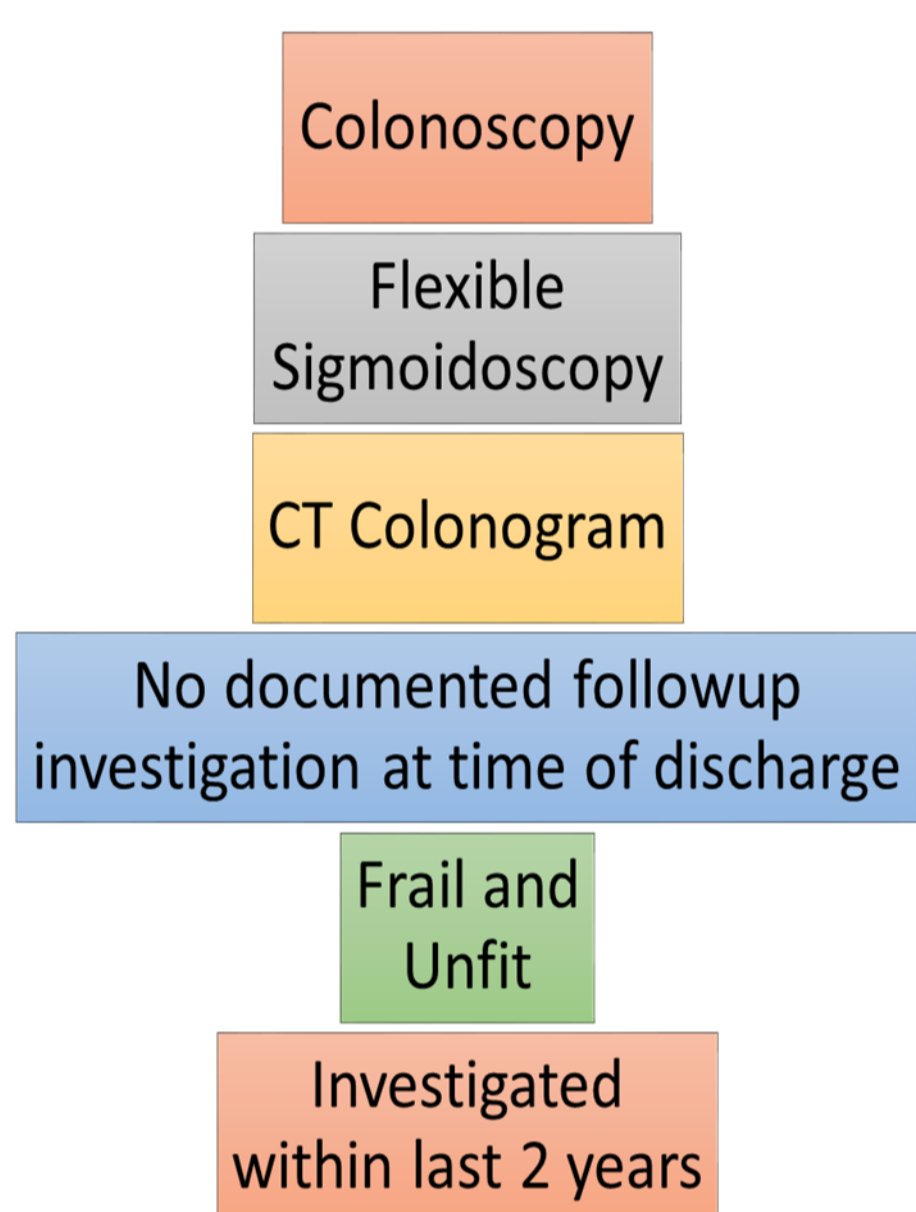 Colonoscopy
Flexible
Sigmoidoscopy
CT Colonogram
No documented followup
investigation at time of discharge
Frail and
Unfit
Investigated
within last 2 years